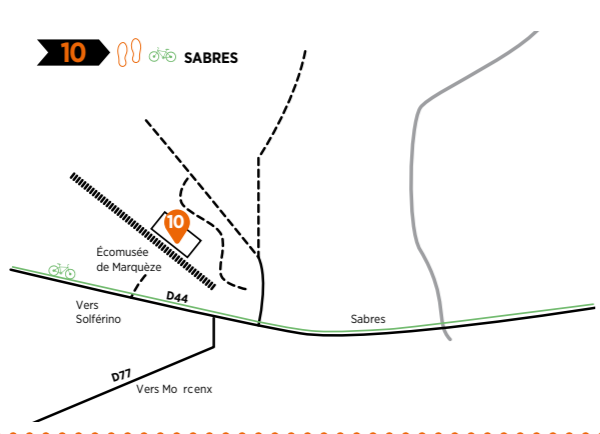 10 SABRES
10
Écomusée
de Marquèze
D44
Vers
Solférino
Sabres
D77
Vers Mo rcenx